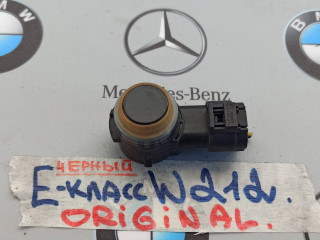 Mercedes-Benz
ЧЕРНЫЙ
Е-класс W212.
ORIGINAL.